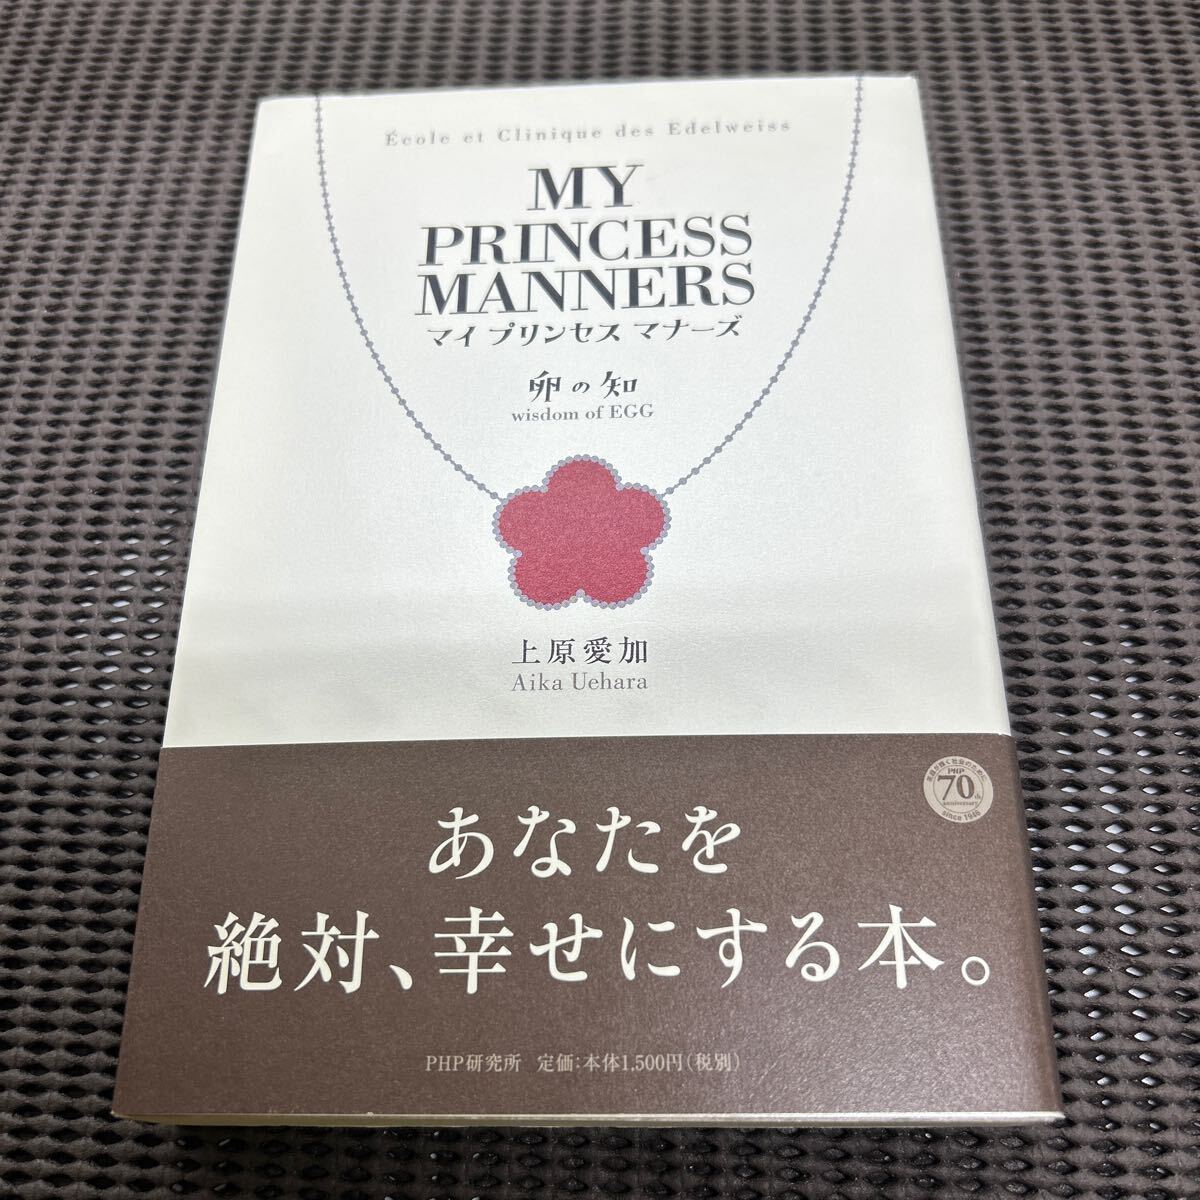 École et Clinique des Edelweiss
MY
PRINCESS
MANNERS
マイ プリンセス マナーズ
卵の知
wisdom of EGG
上原愛加
Aika Uehara
PHP
70th
anniversary
since 1946
あなたを
絶対、幸せにする本。
PHP研究所 定価:本体1,500円(税別)